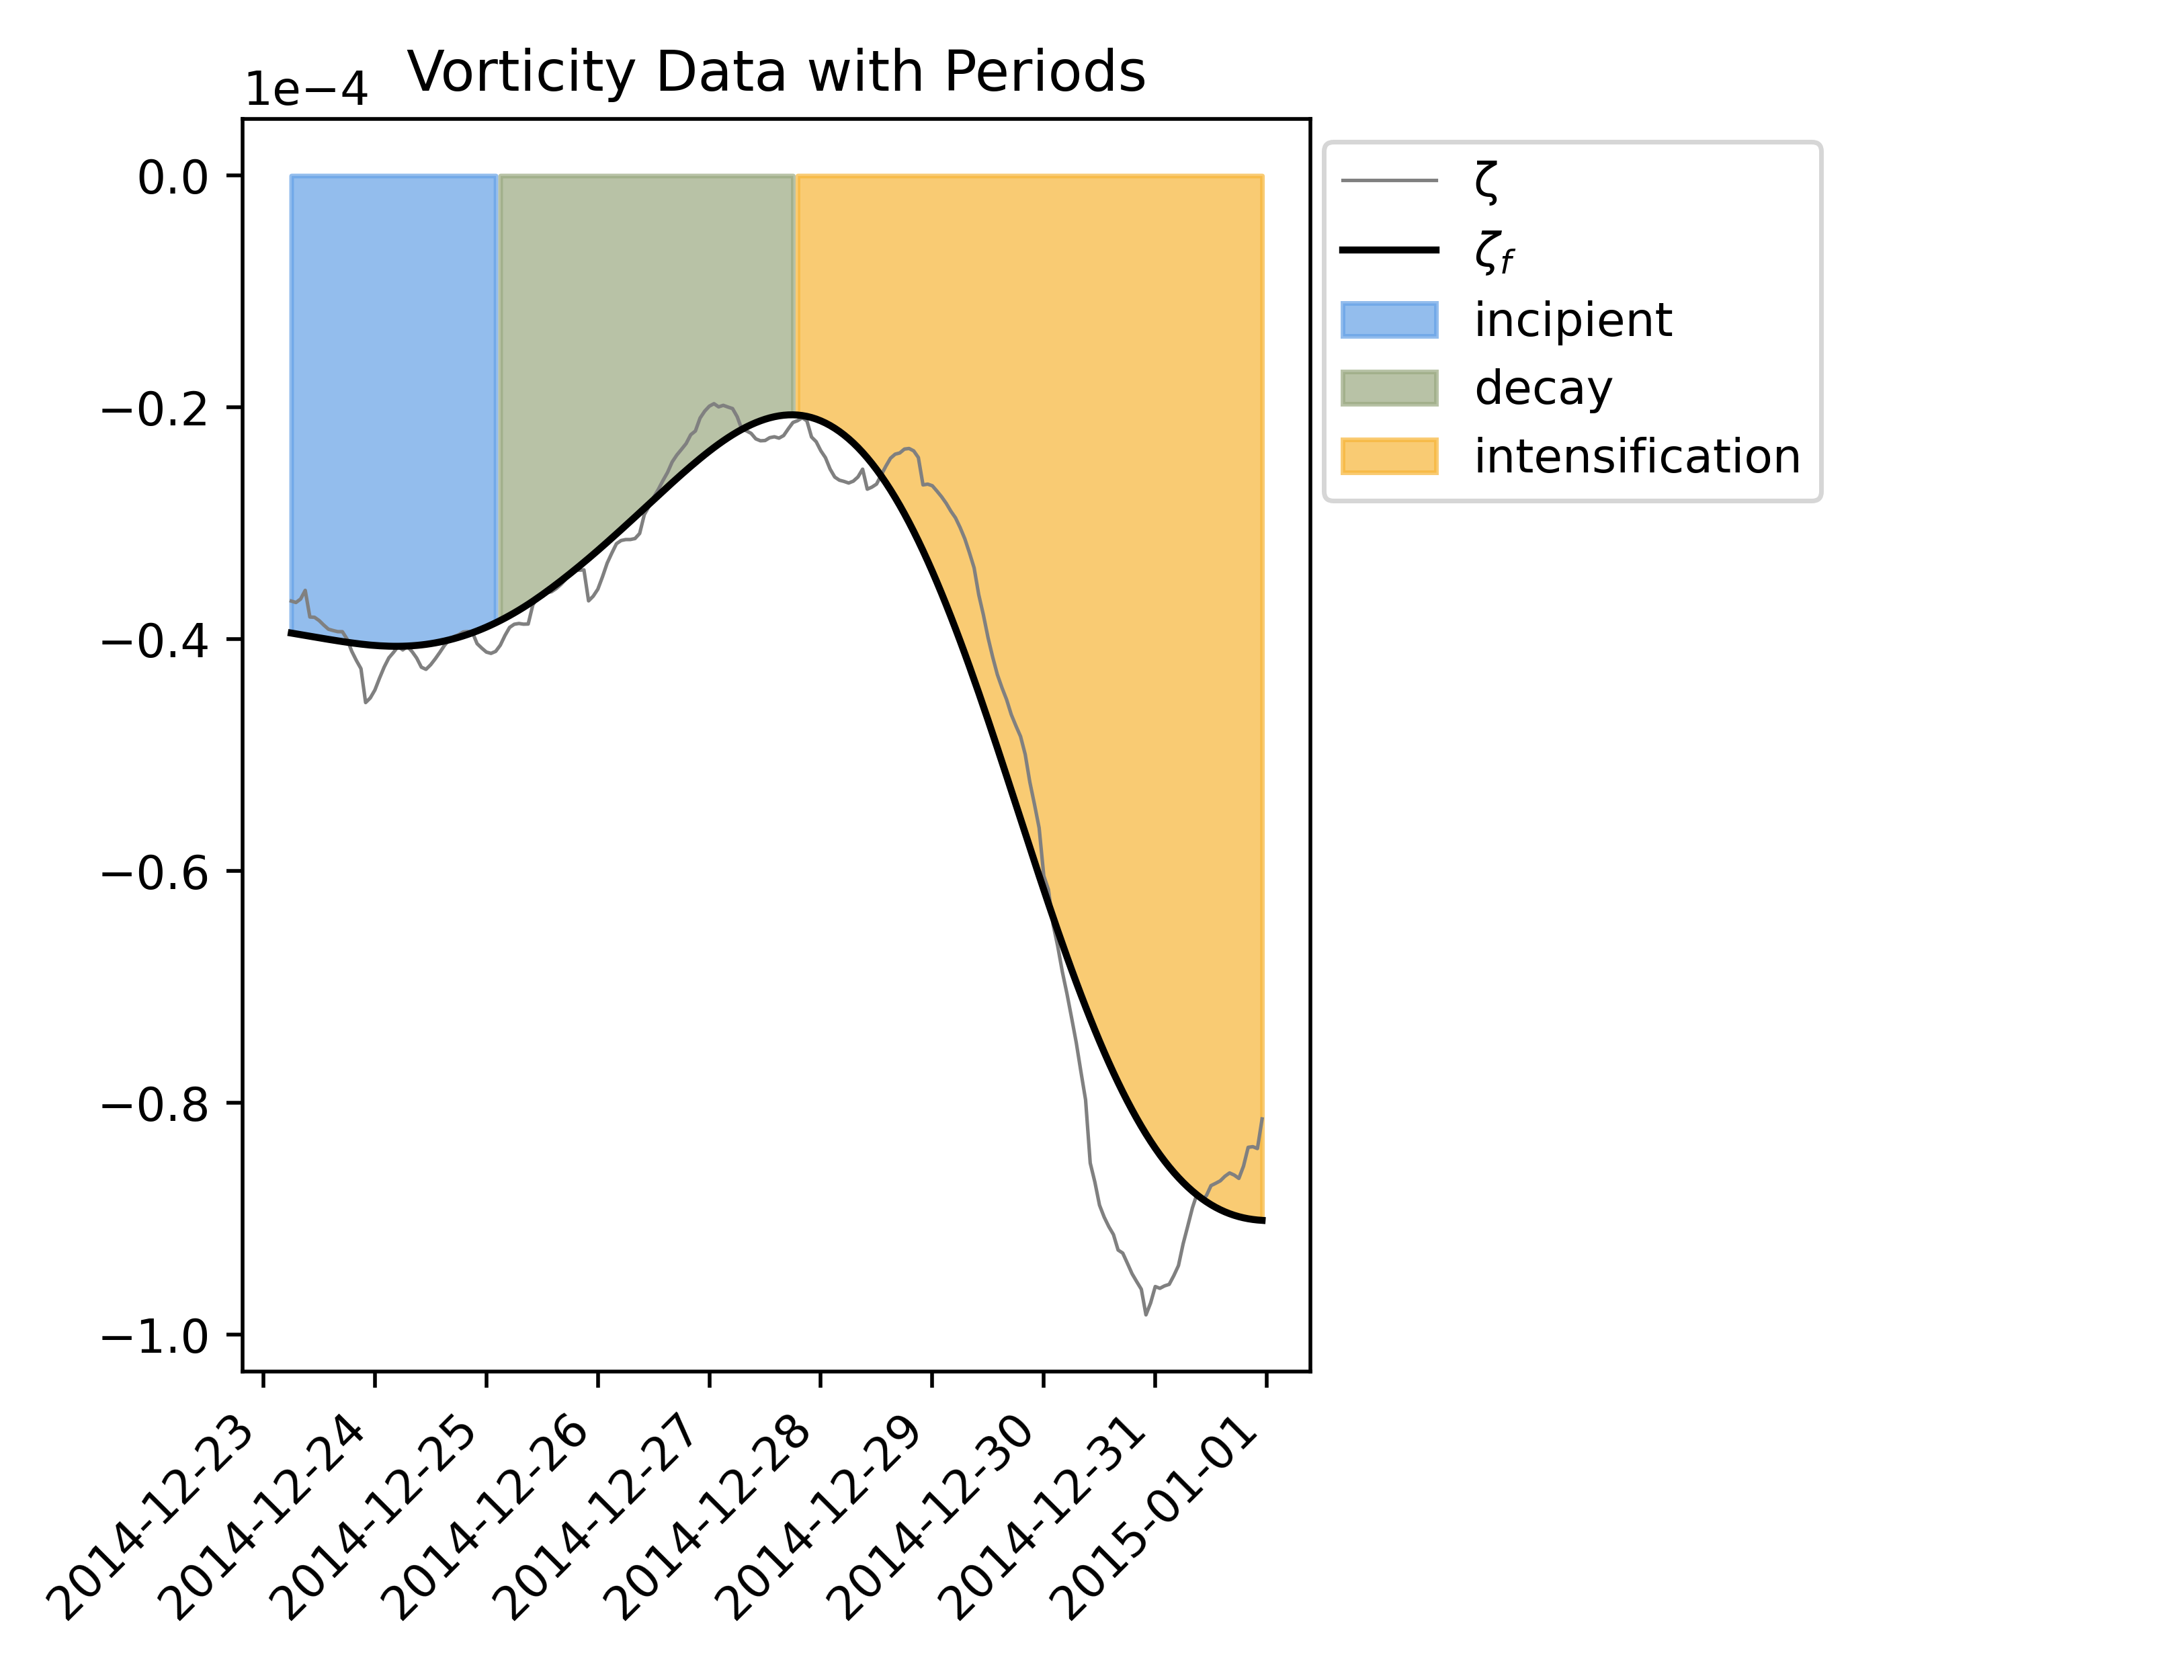 Vorticity Data with Periods
1e−4
0.0
−0.2
−0.4
−0.6
−0.8
−1.0
2014-12-23
2014-12-24
2014-12-25
2014-12-26
2014-12-27
2014-12-28
2014-12-29
2014-12-30
2014-12-31
2015-01-01
ζ
ζf
incipient
decay
intensification